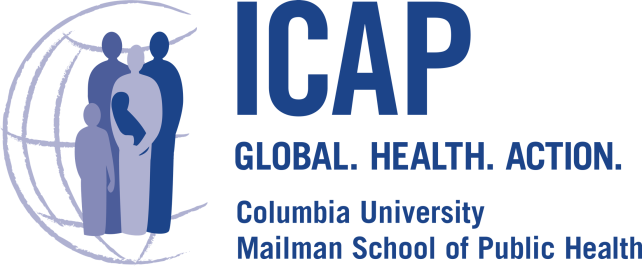 ICAP
GLOBAL. HEALTH. ACTION.
Columbia University
Mailman School of Public Health